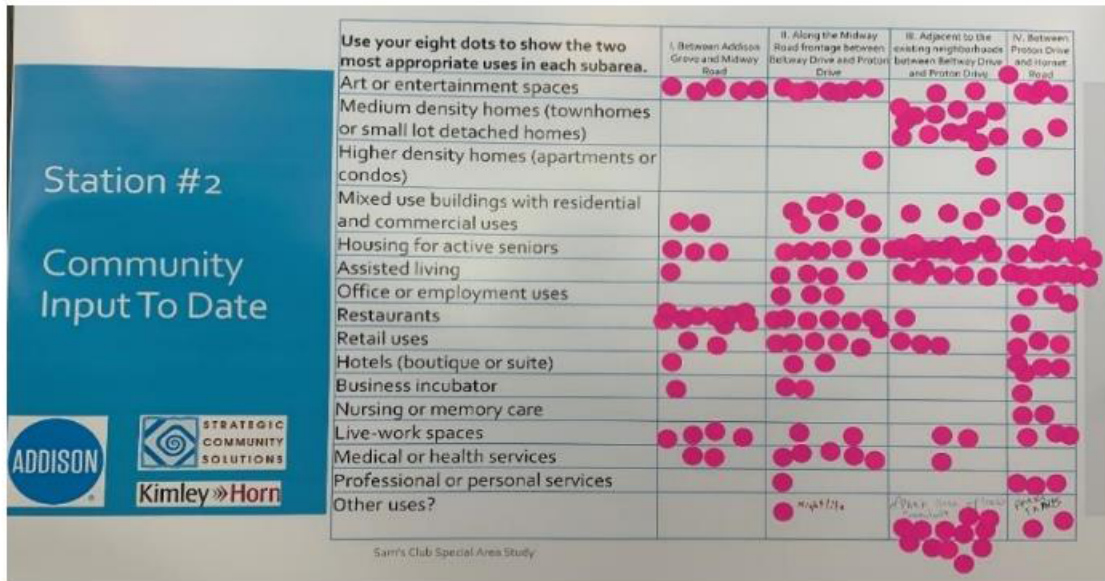 Station #2
Community
Input To Date
ADDISON
STRATEGIC
COMMUNITY
SOLUTIONS
Kimley»Horn
Use your eight dots to show the two
most appropriate uses in each subarea.
I. Between Addison
Grove and Midway
Road
II. Along the Midway
Road frontage between
Beltway Drive and Proton
Drive
III. Adjacent to the
existing neighborhoods
between Beltway Drive
and Proton Drive
IV. Between
Proton Drive
and Hornet
Road
Art or entertainment spaces
Medium density homes (townhomes
or small lot detached homes)
Higher density homes (apartments or
condos)
Mixed use buildings with residential
and commercial uses
Housing for active seniors
Assisted living
Office or employment uses
Restaurants
Retail uses
Hotels (boutique or suite)
Business incubator
Nursing or memory care
Live-work spaces
Medical or health services
Professional or personal services
Other uses?
Nightlife
Sam's Club Special Area Study